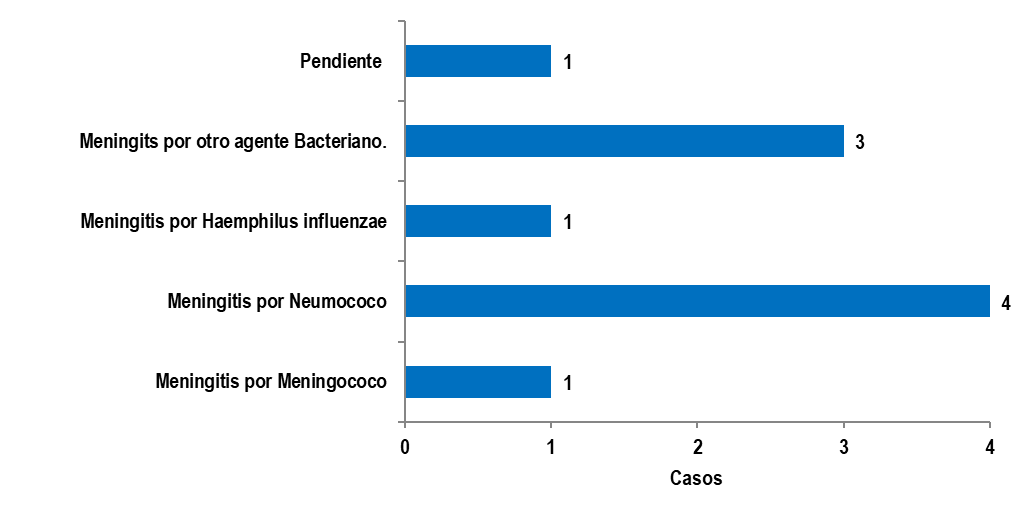 Pendiente 1
Meningits por otro agente Bacteriano. 3
Meningitis por Haemphilus influenzae 1
Meningitis por Neumococo 4
Meningitis por Meningococo 1
0 1 2 3 4
Casos